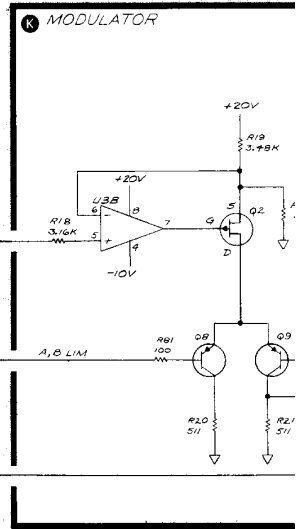 K MODULATOR
+20V
R19
3.48K
+20V
U3B
6
-
8
S
Q2
R18
3.16K
5
+
7
G
4
D
-10V
A, B LIM
R81
100
Q8
Q9
R20
511
R21
511